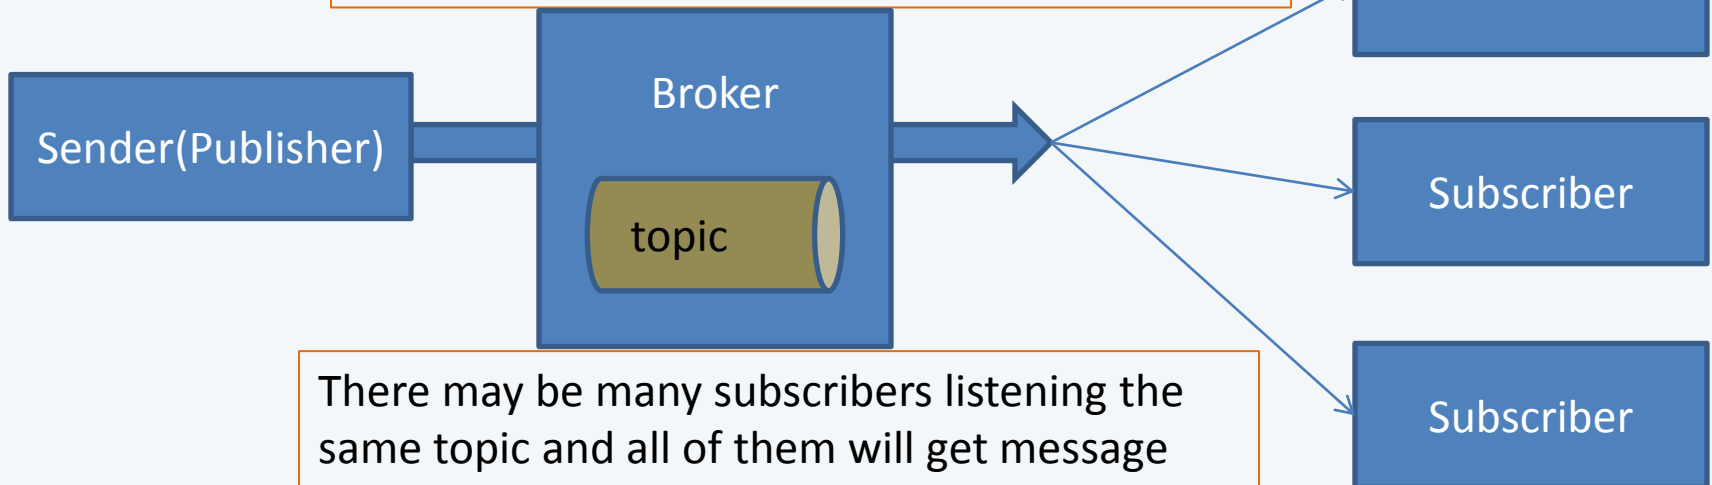 Broker
Sender(Publisher)
topic
Subscriber
Subscriber
There may be many subscribers listening the
same topic and all of them will get message